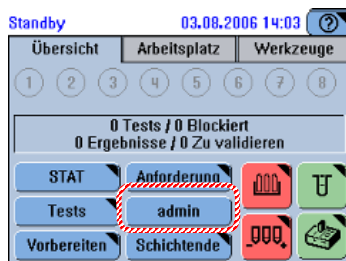 Standby 03.08.2006 14:03 ?
Übersicht Arbeitsplatz Werkzeuge
1 2 3 4 5 6 7 8
0 Tests / 0 Blockiert
0 Ergebnisse / 0 Zu validieren
STAT Anforderung
Tests admin
Vorbereiten Schichtende